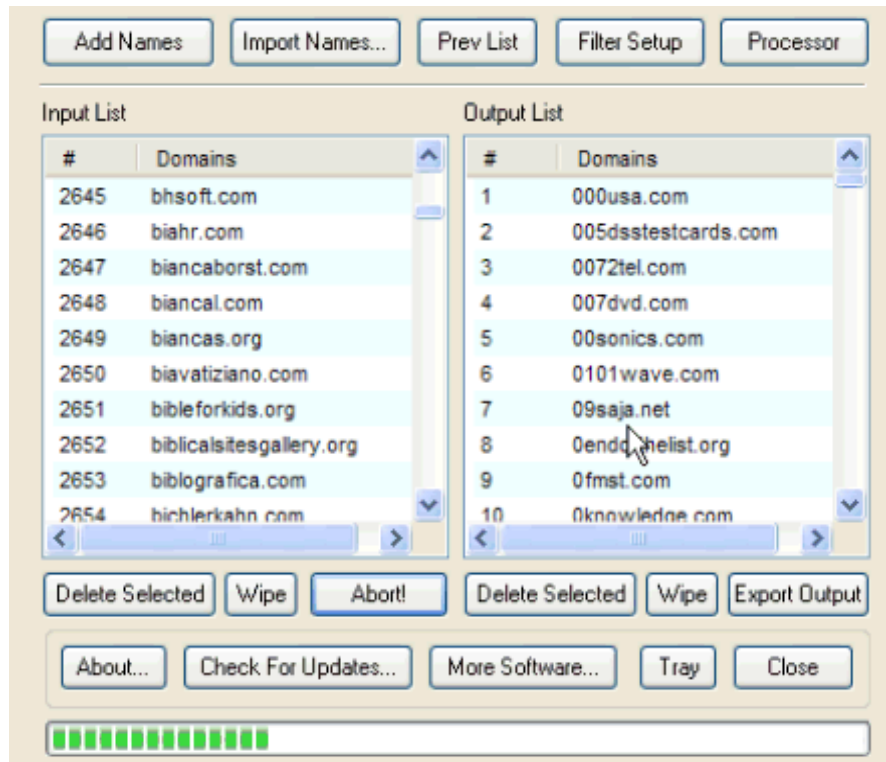 Add Names Import Names... Prev List Filter Setup Processor
Input List Output List
# Domains # Domains
2645 bhsoft.com 1 000usa.com
2646 biahr.com 2 005dsstestcards.com
2647 biancaborst.com 3 0072tel.com
2648 biancal.com 4 007dvd.com
2649 biancas.org 5 00sonics.com
2650 biavatiziano.com 6 0101wave.com
2651 bibleforkids.org 7 09saja.net
2652 biblicalsitesgallery.org 8
2653 biblografica.com 9 0fmst.com
2654 bichlerkahn.com 10 0knowledge.com
Delete Selected Wipe Abort! Delete Selected Wipe Export Output
About... Check For Updates... More Software... Tray Close